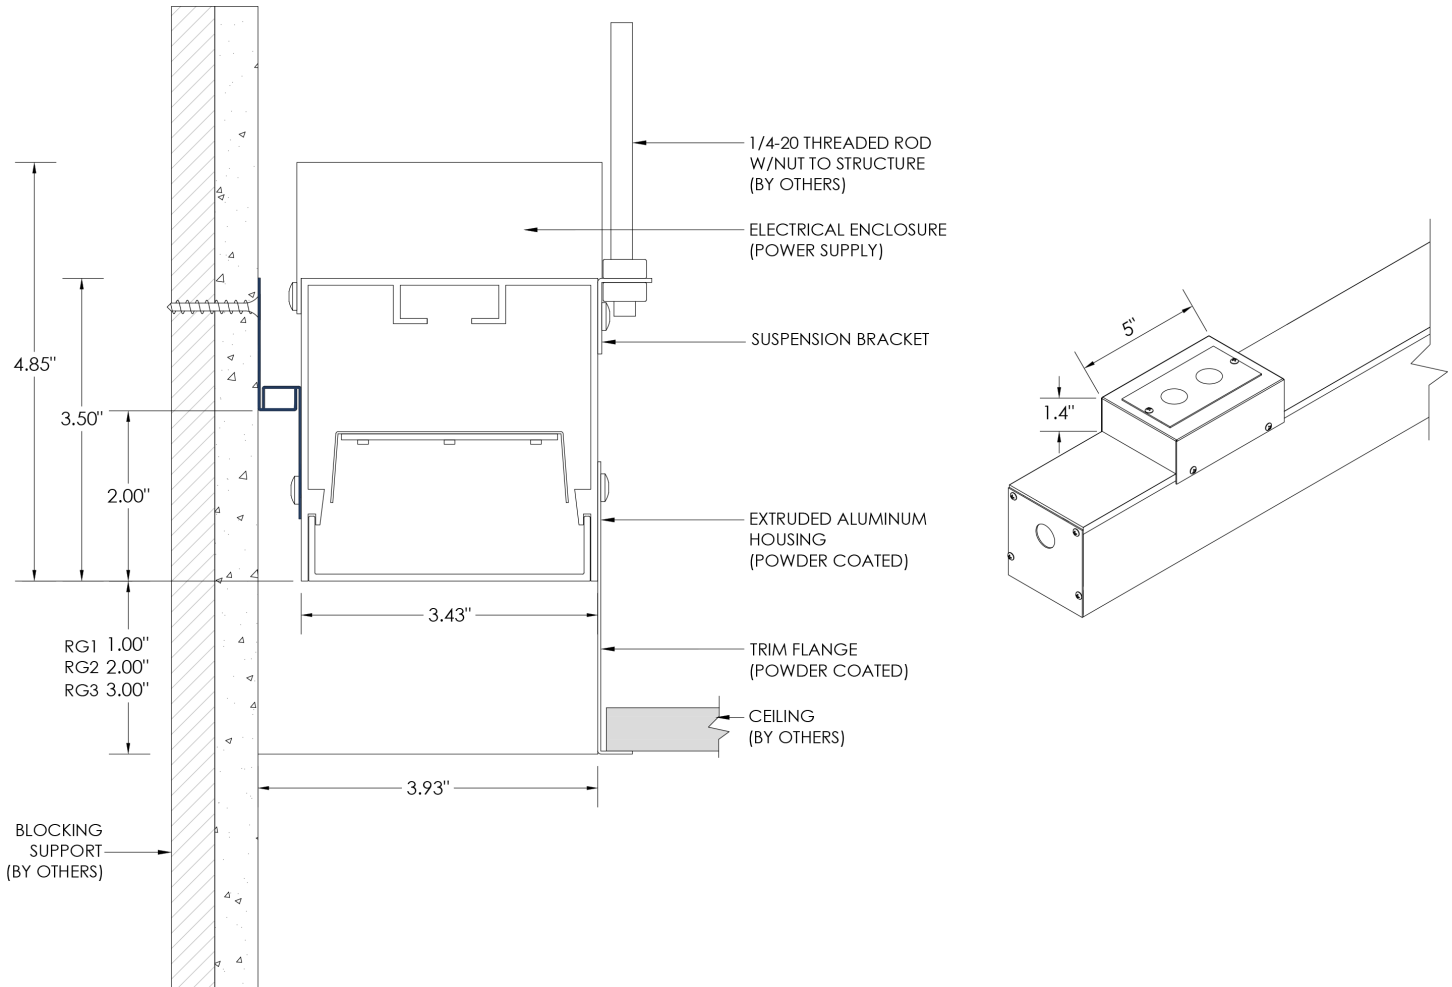 1/4-20 THREADED ROD
W/NUT TO STRUCTURE
(BY OTHERS)
ELECTRICAL ENCLOSURE
(POWER SUPPLY)
SUSPENSION BRACKET
EXTRUDED ALUMINUM
HOUSING
(POWDER COATED)
TRIM FLANGE
(POWDER COATED)
CEILING
(BY OTHERS)
4.85"
3.50"
2.00"
3.43"
RG1 1.00"
RG2 2.00"
RG3 3.00"
3.93"
BLOCKING
SUPPORT
(BY OTHERS)
5"
1.4"